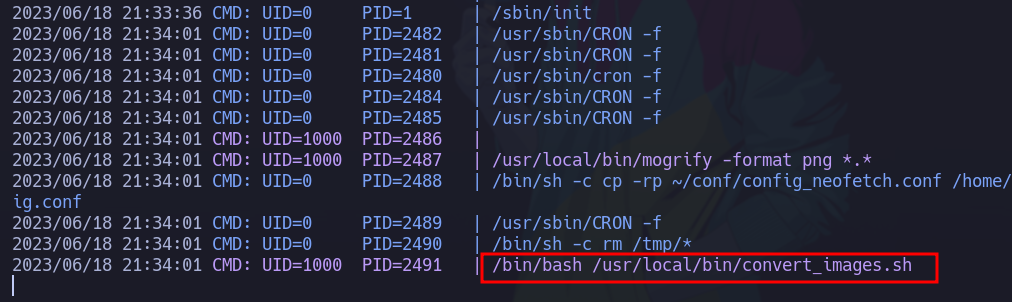 2023/06/18 21:33:36 CMD: UID=0     PID=1      | /sbin/init
2023/06/18 21:34:01 CMD: UID=0     PID=2482   | /usr/sbin/CRON -f
2023/06/18 21:34:01 CMD: UID=0     PID=2481   | /usr/sbin/CRON -f
2023/06/18 21:34:01 CMD: UID=0     PID=2480   | /usr/sbin/cron -f
2023/06/18 21:34:01 CMD: UID=0     PID=2484   | /usr/sbin/CRON -f
2023/06/18 21:34:01 CMD: UID=0     PID=2485   | /usr/sbin/CRON -f
2023/06/18 21:34:01 CMD: UID=1000  PID=2486   |
2023/06/18 21:34:01 CMD: UID=1000  PID=2487   | /usr/local/bin/mogrify -format png *.*
2023/06/18 21:34:01 CMD: UID=0     PID=2488   | /bin/sh -c cp -rp ~/conf/config_neofetch.conf /home/
ig.conf
2023/06/18 21:34:01 CMD: UID=0     PID=2489   | /usr/sbin/CRON -f
2023/06/18 21:34:01 CMD: UID=0     PID=2490   | /bin/sh -c rm /tmp/*
2023/06/18 21:34:01 CMD: UID=1000  PID=2491   | /bin/bash /usr/local/bin/convert_images.sh